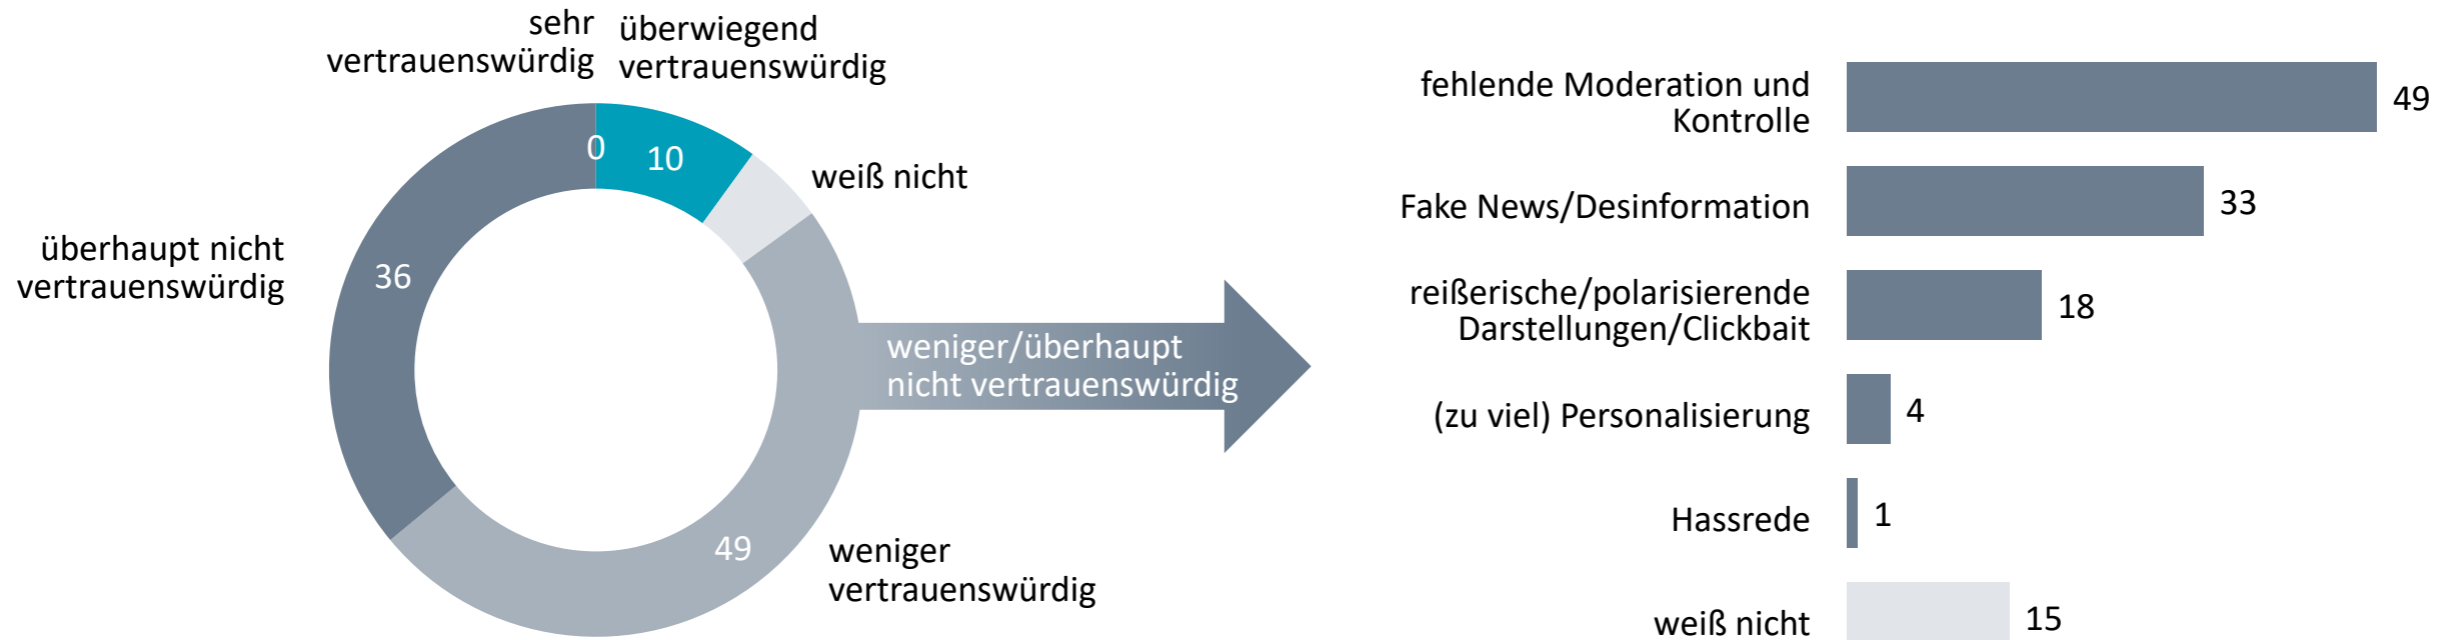 sehr
vertrauenswürdig
überwiegend
vertrauenswürdig
0
10
weiß nicht
überhaupt nicht
vertrauenswürdig
36
weniger/überhaupt
nicht vertrauenswürdig
49
weniger
vertrauenswürdig
fehlende Moderation und
Kontrolle
49
Fake News/Desinformation
33
reißerische/polarisierende
Darstellungen/Clickbait
18
(zu viel) Personalisierung
4
Hassrede
1
weiß nicht
15